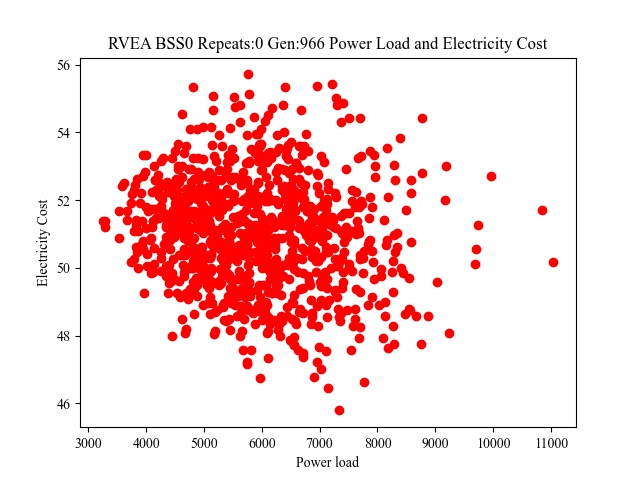 RVEA BSS0 Repeats:0 Gen:966 Power Load and Electricity Cost
56
54
52
50
48
46
Electricity Cost
3000 4000 5000 6000 7000 8000 9000 10000 11000
Power load